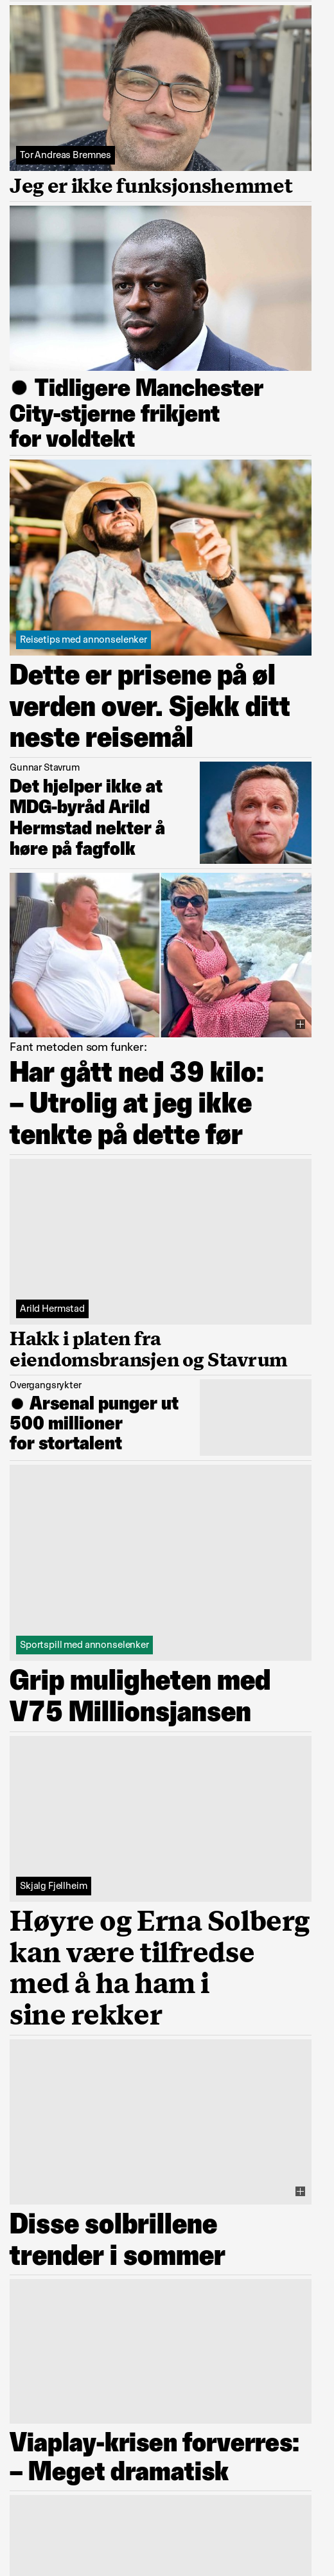 Tor Andreas Bremnes
Jeg er ikke funksjonshemmet
● Tidligere Manchester
City-stjerne frikjent
for voldtekt
Reisetips med annonselenker
Dette er prisene på øl
verden over. Sjekk ditt
neste reisemål
Gunnar Stavrum
Det hjelper ikke at
MDG-byråd Arild
Hermstad nekter å
høre på fagfolk
Fant metoden som funker:
Har gått ned 39 kilo:
– Utrolig at jeg ikke
tenkte på dette før
Arild Hermstad
Hakk i platen fra
eiendomsbransjen og Stavrum
Overgangsrykter
● Arsenal punger ut
500 millioner
for stortalent
Sportspill med annonselenker
Grip muligheten med
V75 Millionsjansen
Skjalg Fjellheim
Høyre og Erna Solberg
kan være tilfredse
med å ha ham i
sine rekker
Disse solbrillene
trender i sommer
Viaplay-krisen forverres:
– Meget dramatisk